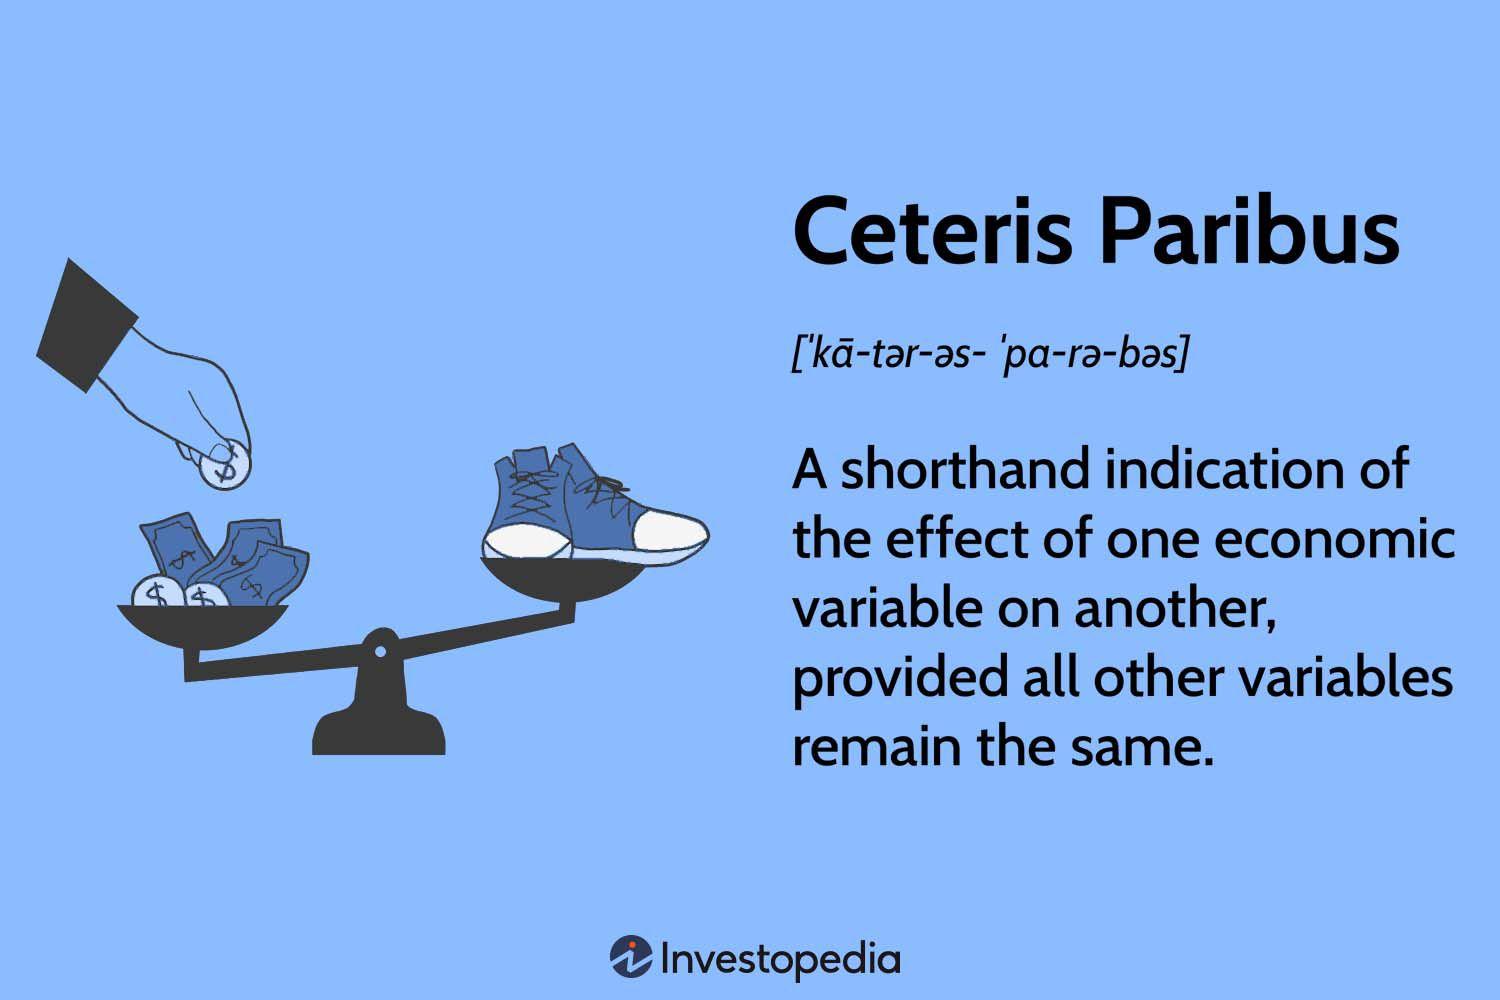 Ceteris Paribus
[ˈkā-tər-əs- ˈpa-rə-bəs]
A shorthand indication of
the effect of one economic
variable on another,
provided all other variables
remain the same.
$
$
$
$
$
$
Investopedia